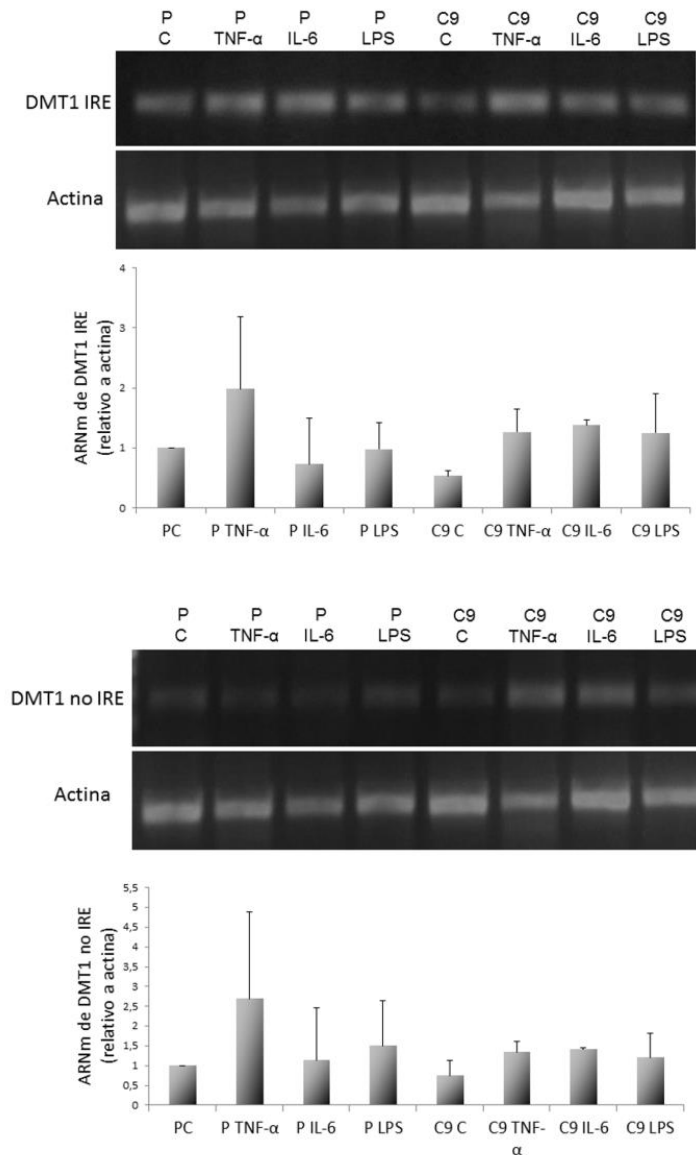 P P P P C9 C9 C9 C9
C TNF-α IL-6 LPS C TNF-α IL-6 LPS
DMT1 IRE
Actina
ARNm de DMT1 IRE
(relativo a actina)
4
3
2
1
0
PC P TNF-α P IL-6 P LPS C9 C C9 TNF-α C9 IL-6 C9 LPS
P P P P C9 C9 C9 C9
C TNF-α IL-6 LPS C TNF-α IL-6 LPS
DMT1 no IRE
Actina
ARNm de DMT1 no IRE
(relativo a actina)
5,5
5
4,5
4
3,5
3
2,5
2
1,5
1
0,5
0
PC P TNF-α P IL-6 P LPS C9 C C9 TNF- C9 IL-6 C9 LPS
α